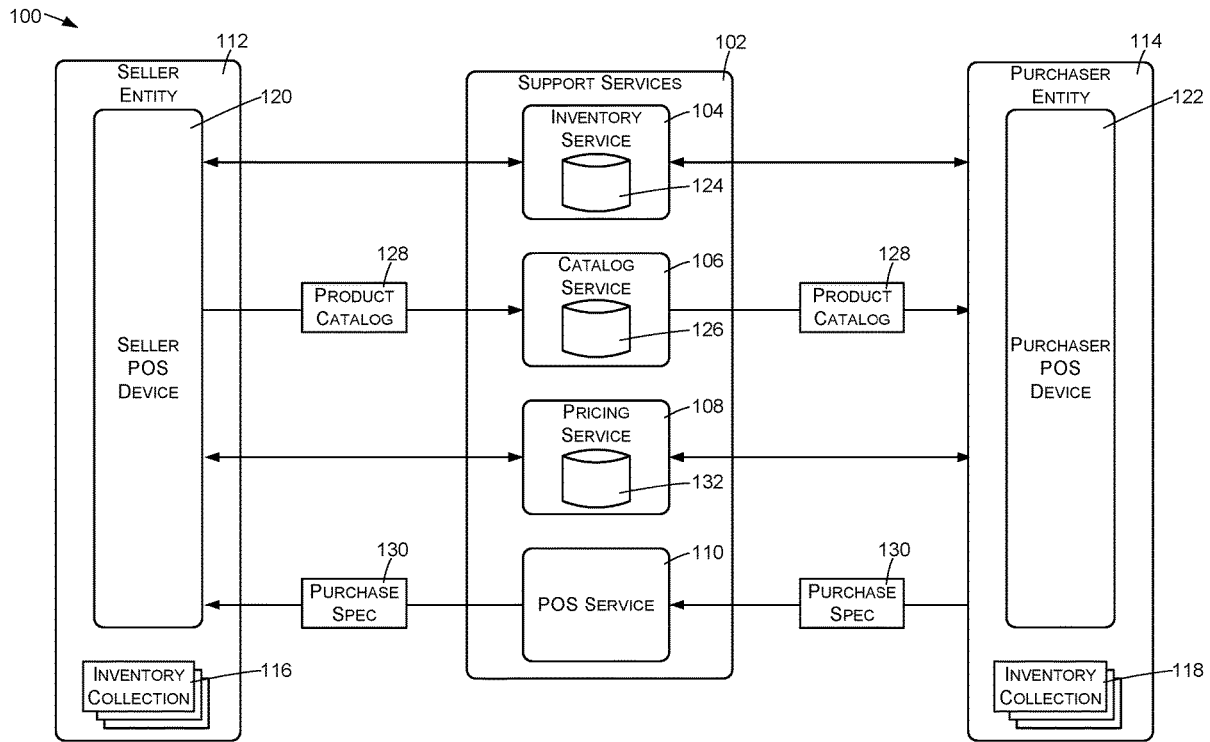 100
112
SELLER
ENTITY
120
SELLER
POS
DEVICE
INVENTORY
COLLECTION
116
128
PRODUCT
CATALOG
130
PURCHASE
SPEC
102
SUPPORT SERVICES
INVENTORY
SERVICE
104
124
CATALOG
SERVICE
106
126
PRICING
SERVICE
108
132
POS SERVICE
110
128
PRODUCT
CATALOG
130
PURCHASE
SPEC
114
PURCHASER
ENTITY
122
PURCHASER
POS
DEVICE
INVENTORY
COLLECTION
118